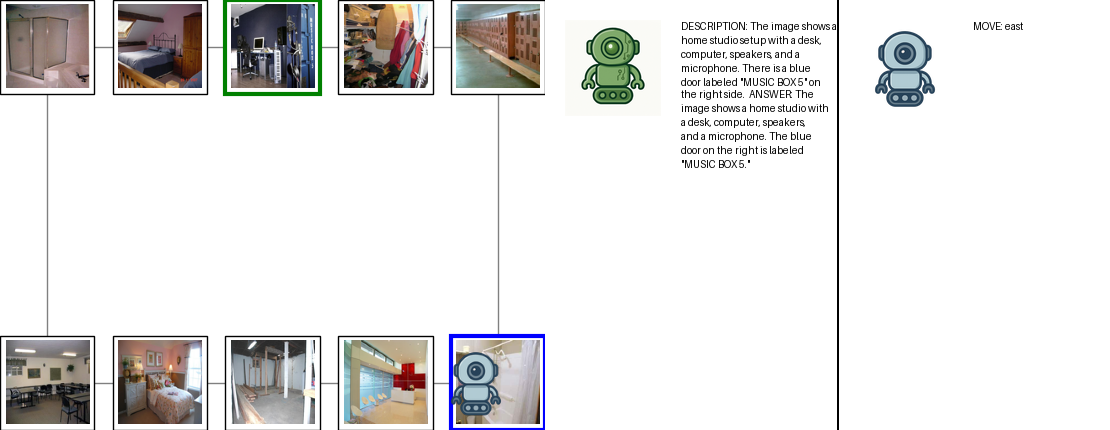 DESCRIPTION: The image shows a
home studio setup with a desk,
computer, speakers, and a
microphone. There is a blue
door labeled "MUSIC BOX 5" on
the right side. ANSWER: The
image shows a home studio with
a desk, computer, speakers,
and a microphone. The blue
door on the right is labeled
"MUSIC BOX 5."
MOVE: east